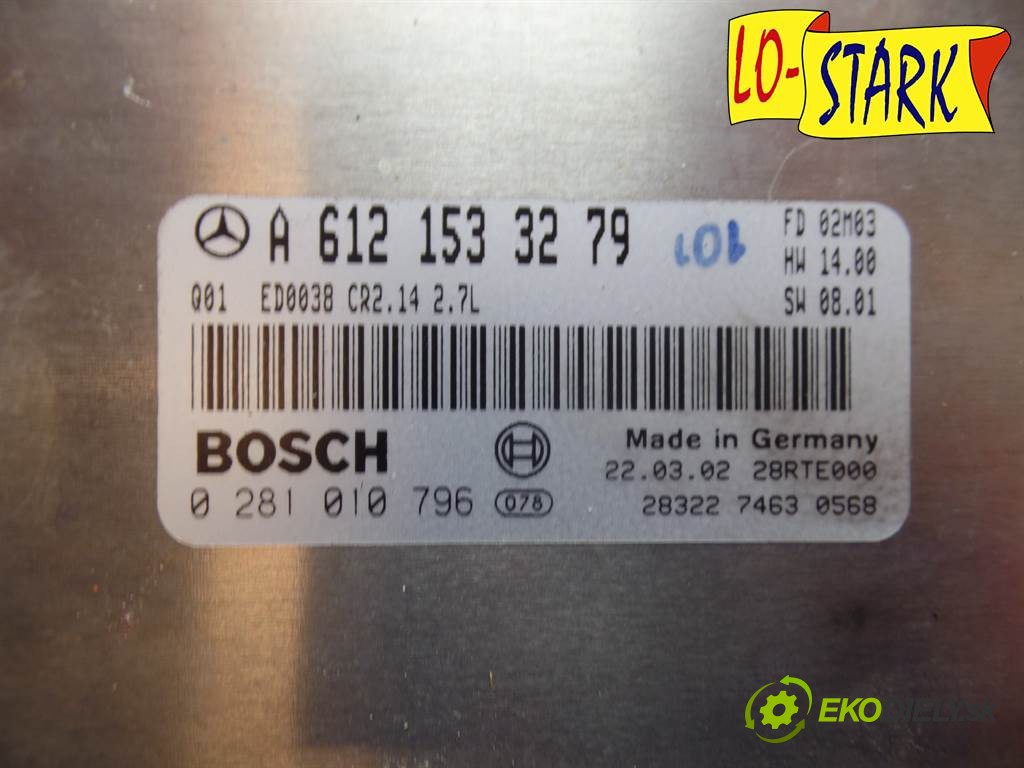 LO-STARK
A 612 153 32 79
101
FD 02M03
HW 14.00
Q01 ED0038 CR2.14 2.7L
SW 08.01
BOSCH
Made in Germany
22.03.02 28RTE000
0 281 010 796 078
28322 7463 0568
EKO